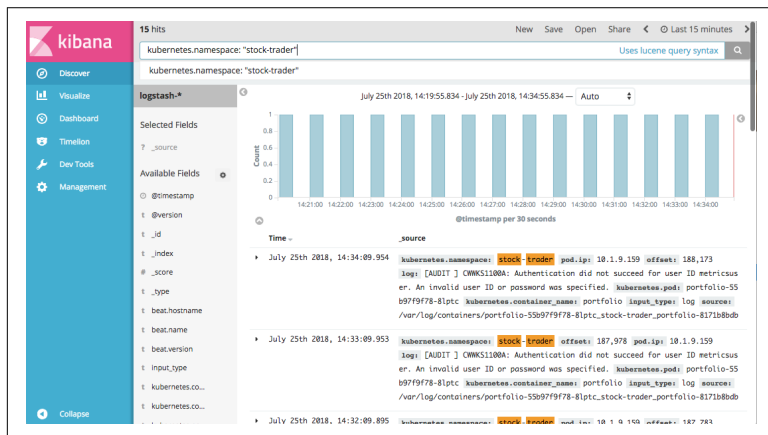 15 hits
New Save Open Share Last 15 minutes
kibana
kubernetes.namespace: "stock-trader"
Uses lucene query syntax
kubernetes.namespace: "stock-trader"
Discover
Visualize
Dashboard
Timelion
Dev Tools
Management
Collapse
logstash-*
Selected Fields
? _source
Available Fields
@timestamp
t @version
t _id
t _index
# _score
t _type
t beat.hostname
t beat.name
t beat.version
t input_type
t kubernetes.co...
t kubernetes.co...
July 25th 2018, 14:19:55.834 - July 25th 2018, 14:34:55.834 — Auto
Count
1
0.8
0.6
0.4
0.2
0
14:21:00 14:22:00 14:23:00 14:24:00 14:25:00 14:26:00 14:27:00 14:28:00 14:29:00 14:30:00 14:31:00 14:32:00 14:33:00 14:34:00
@timestamp per 30 seconds
Time _source
July 25th 2018, 14:34:09.954 kubernetes.namespace: stock-trader pod.ip: 10.1.9.159 offset: 188,173
log: [AUDIT ] CWWKS1100A: Authentication did not succeed for user ID metricsus
er. An invalid user ID or password was specified. kubernetes.pod: portfolio-55
b97f9f78-8lptc kubernetes.container_name: portfolio input_type: log source:
/var/log/containers/portfolio-55b97f9f78-8lptc_stock-trader_portfolio-8171b8bdb
July 25th 2018, 14:33:09.953 kubernetes.namespace: stock-trader offset: 187,978 pod.ip: 10.1.9.159
log: [AUDIT ] CWWKS1100A: Authentication did not succeed for user ID metricsus
er. An invalid user ID or password was specified. kubernetes.pod: portfolio-55
b97f9f78-8lptc kubernetes.container_name: portfolio input_type: log source:
/var/log/containers/portfolio-55b97f9f78-8lptc_stock-trader_portfolio-8171b8bdb
July 25th 2018, 14:32:09.895 kubernetes.namespace: stock-trader pod.ip: 10.1.9.159 offset: 187,783